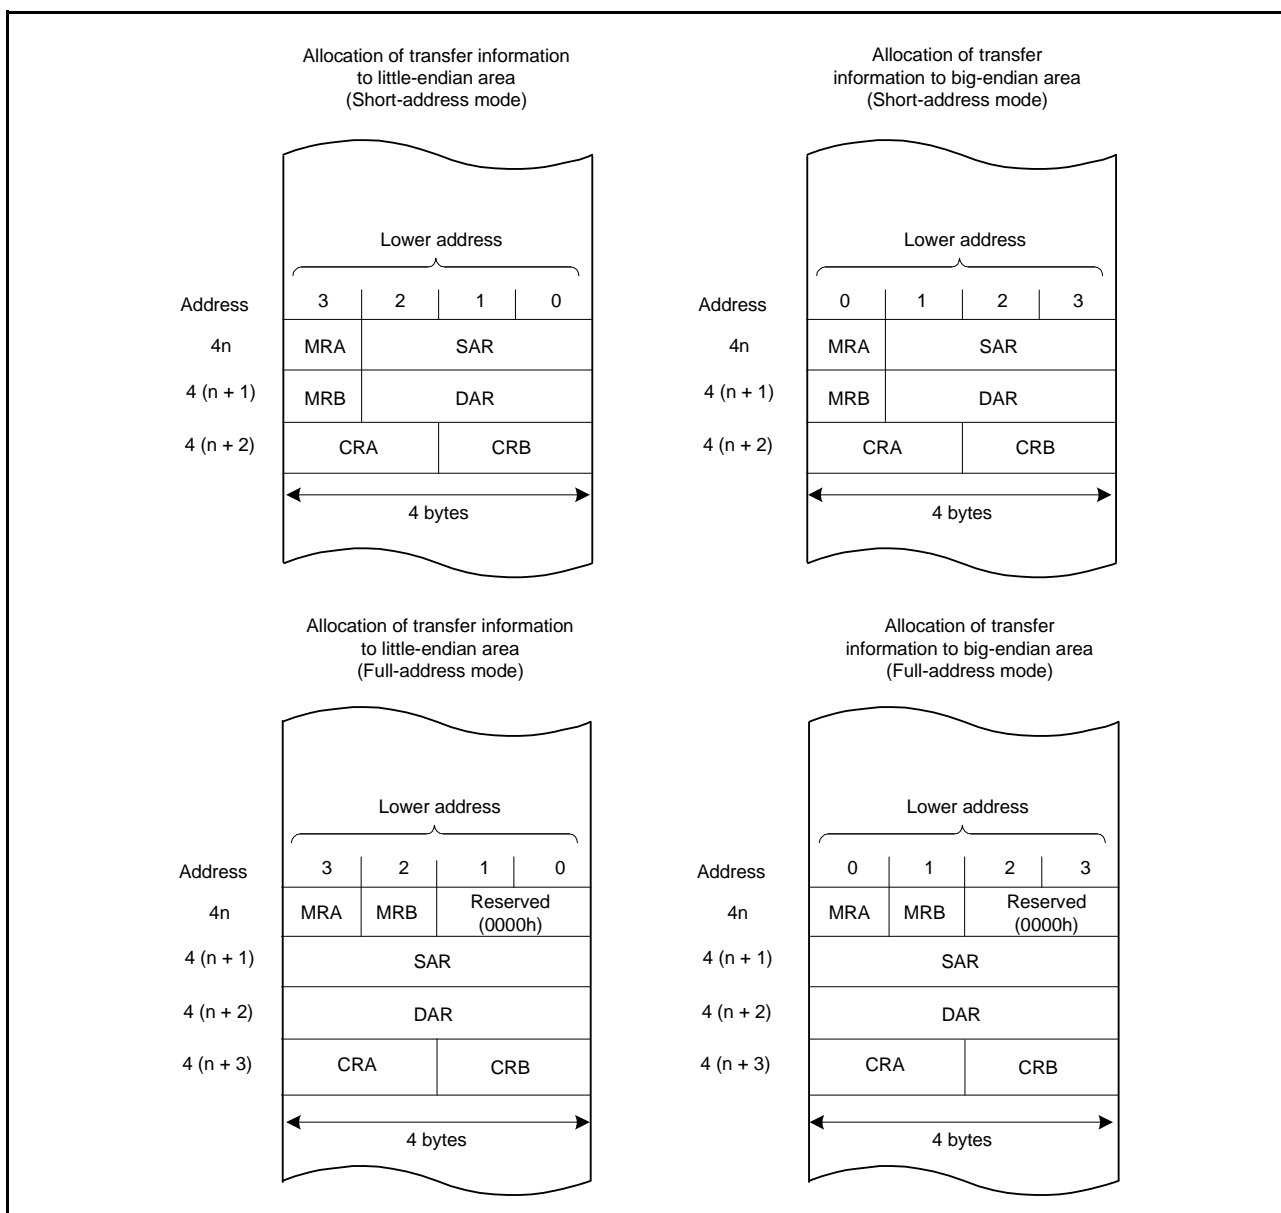 Allocation of transfer information
to little-endian area
(Short-address mode)
Lower address
Address 3 2 1 0
4n MRA SAR
4 (n + 1) MRB DAR
4 (n + 2) CRA CRB
4 bytes
Allocation of transfer
information to big-endian area
(Short-address mode)
Lower address
Address 0 1 2 3
4n MRA SAR
4 (n + 1) MRB DAR
4 (n + 2) CRA CRB
4 bytes
Allocation of transfer information
to little-endian area
(Full-address mode)
Lower address
Address 3 2 1 0
4n MRA MRB Reserved
(0000h)
4 (n + 1) SAR
4 (n + 2) DAR
4 (n + 3) CRA CRB
4 bytes
Allocation of transfer
information to big-endian area
(Full-address mode)
Lower address
Address 0 1 2 3
4n MRA MRB Reserved
(0000h)
4 (n + 1) SAR
4 (n + 2) DAR
4 (n + 3) CRA CRB
4 bytes